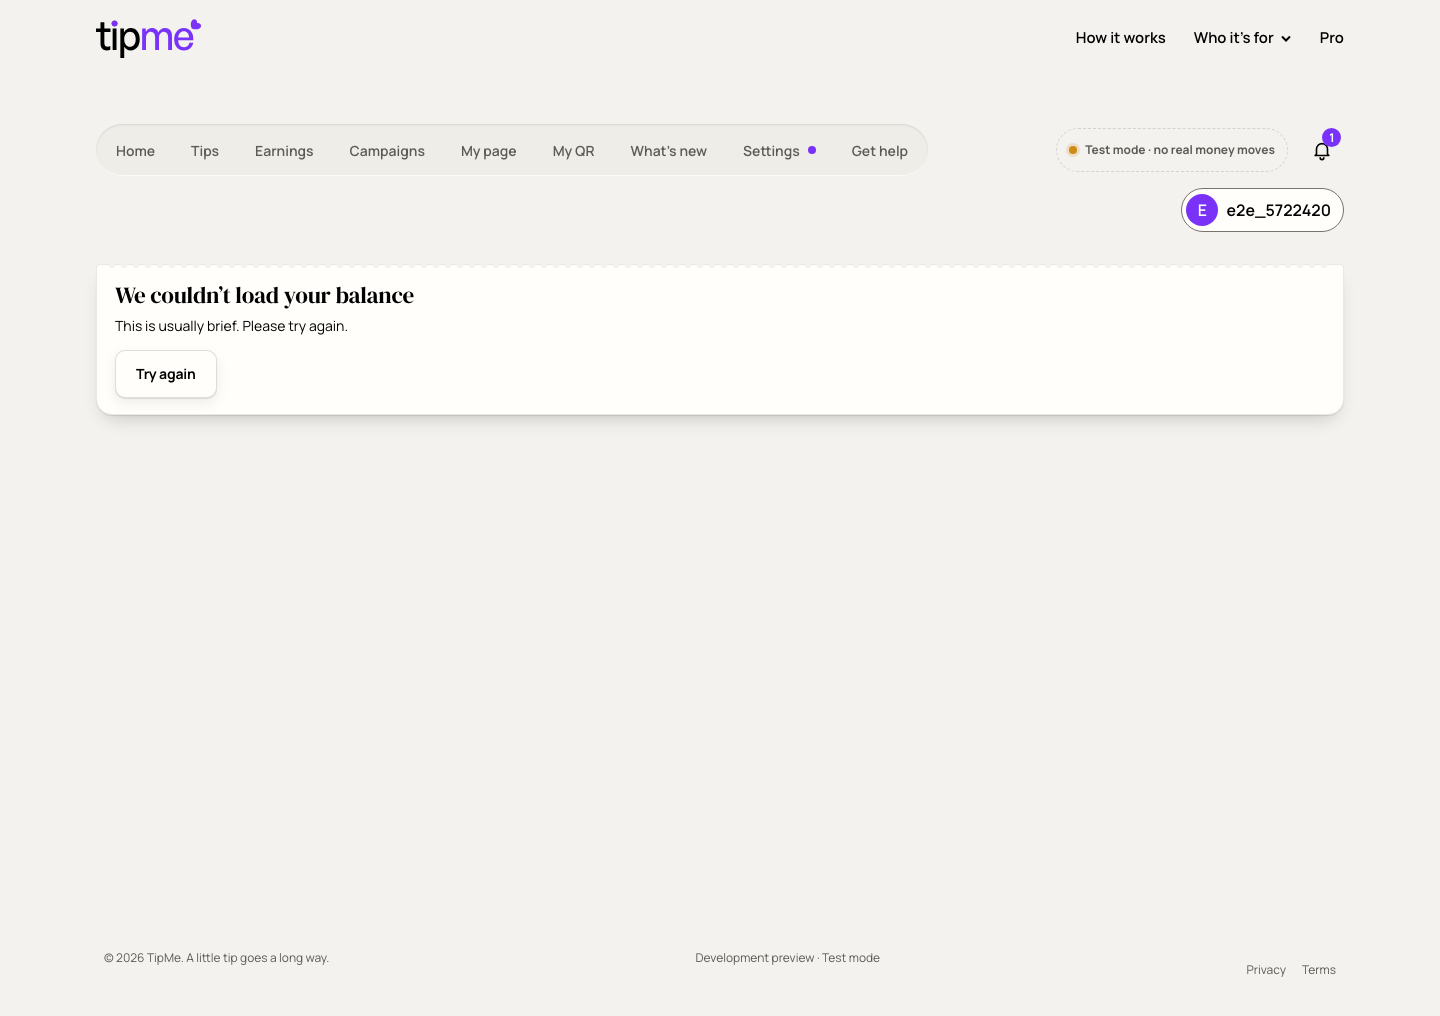 tipme
How it works
Who it's for
Pro
Home
Tips
Earnings
Campaigns
My page
My QR
What's new
Settings
Get help
Test mode · no real money moves
1
E
e2e_5722420
We couldn’t load your balance
This is usually brief. Please try again.
Try again
© 2026 TipMe. A little tip goes a long way.
Development preview · Test mode
Privacy
Terms